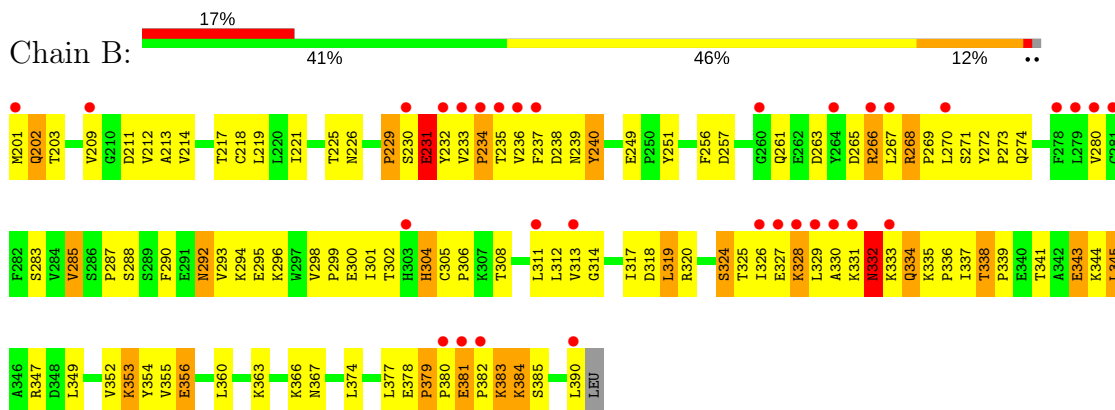 17%
Chain B:
41% 46% 12% ••
M201 Q202 T203 V209 G210 D211 V212 A213 V214 T217 C218 L219 L220 I221 T225 N226 P229 S230 E231 Y232 V233 P234 T235 V236 F237 D238 N239 Y240 E249 P250 Y251 F256 D257 G260 Q261 E262 D263 Y264 D265 R266 L267 R268 P269 L270 S271 Y272 P273 Q274 F278 L279 V280 C281
F282 S283 V284 V285 S286 P287 S288 S289 F290 E291 N292 V293 K294 E295 K296 W297 V298 P299 E300 I301 T302 H303 H304 C305 P306 K307 T308 L311 L312 V313 G314 I317 D318 L319 R320 S324 T325 I326 E327 K328 L329 A330 K331 N332 K333 Q334 K335 P336 I337 T338 P339 E340 T341 A342 E343 K344 L345
A346 R347 D348 L349 V352 K353 Y354 V355 E356 L360 K363 K366 N367 L374 L377 E378 P379 P380 E381 P382 K383 K384 S385 L390 LEU